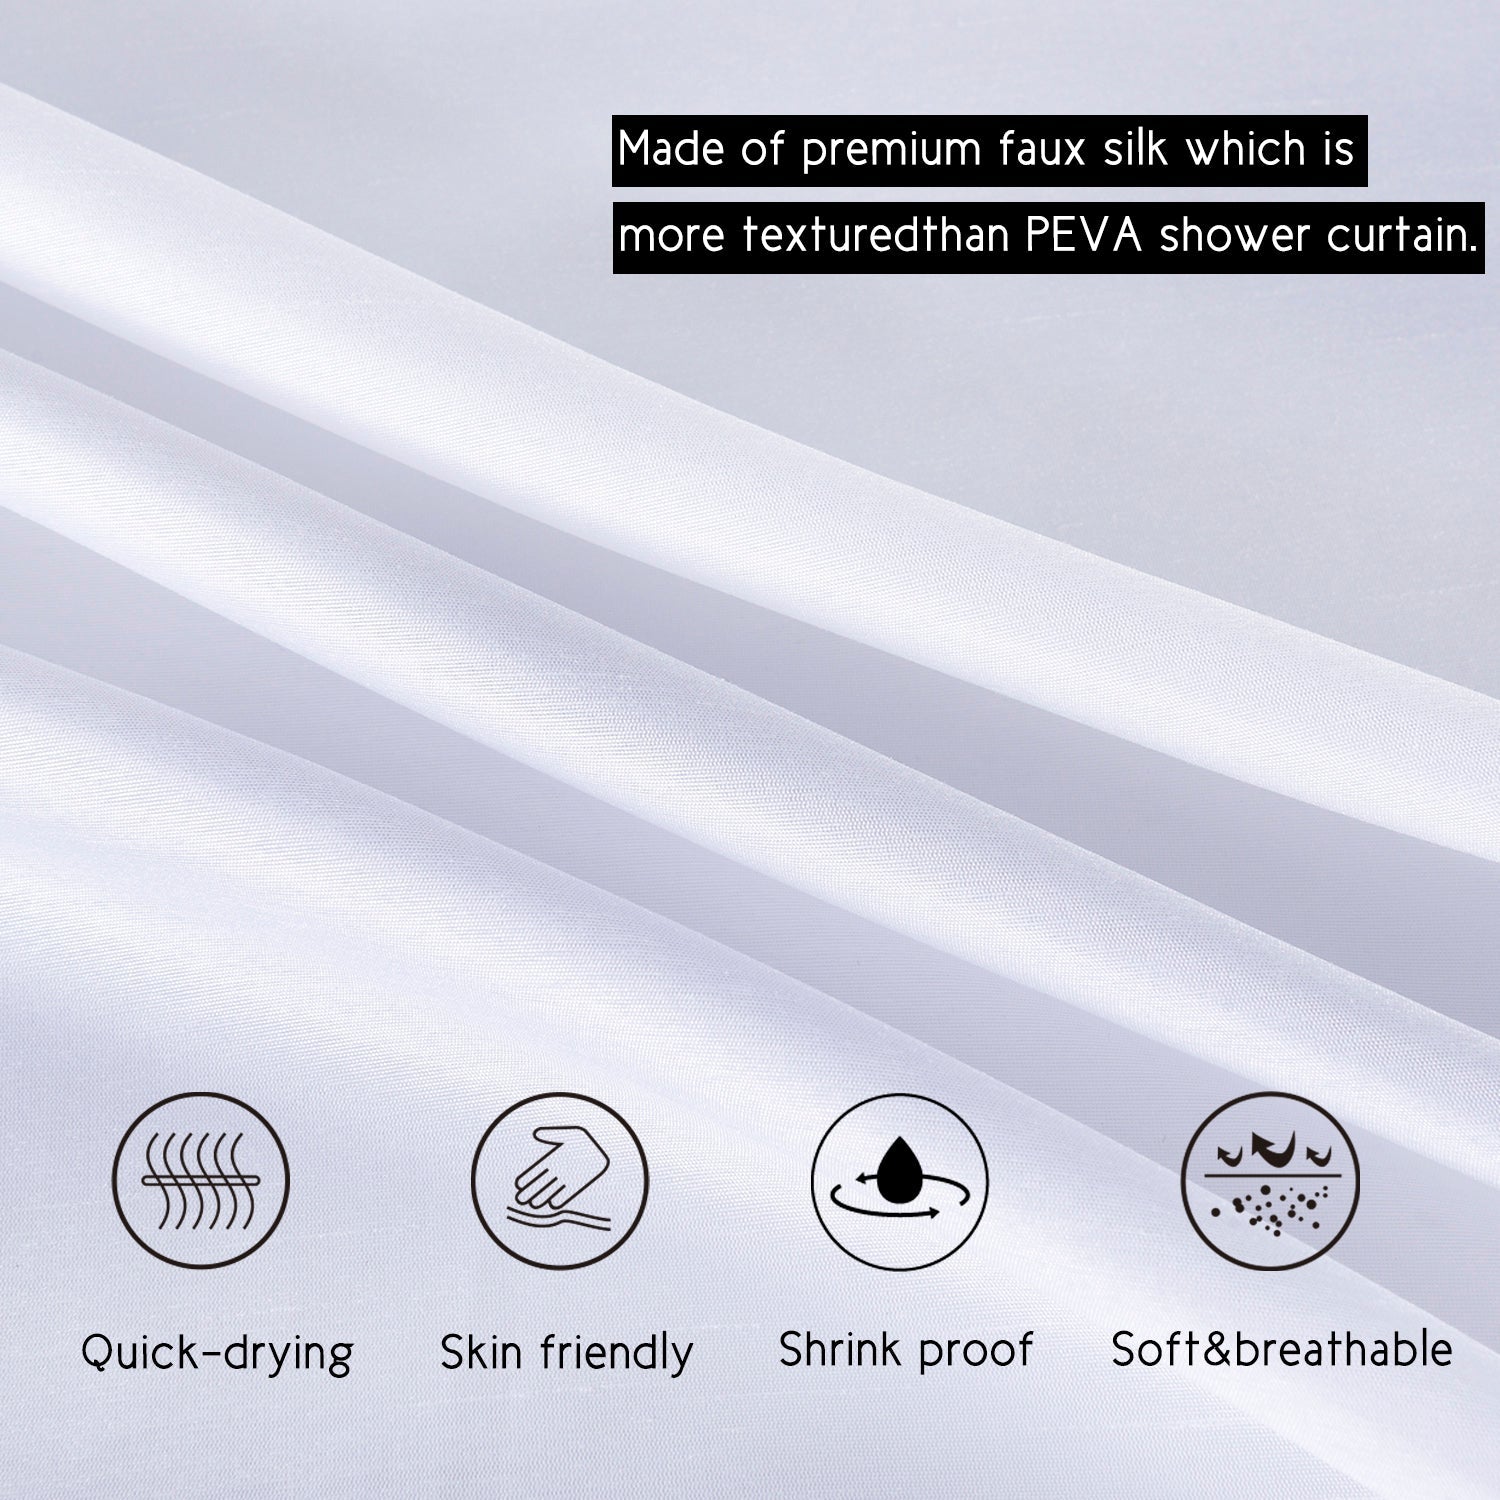 Made of premium faux silk which is
more texturedthan PEVA shower curtain.
Quick-drying
Skin friendly
Shrink proof
Soft&breathable